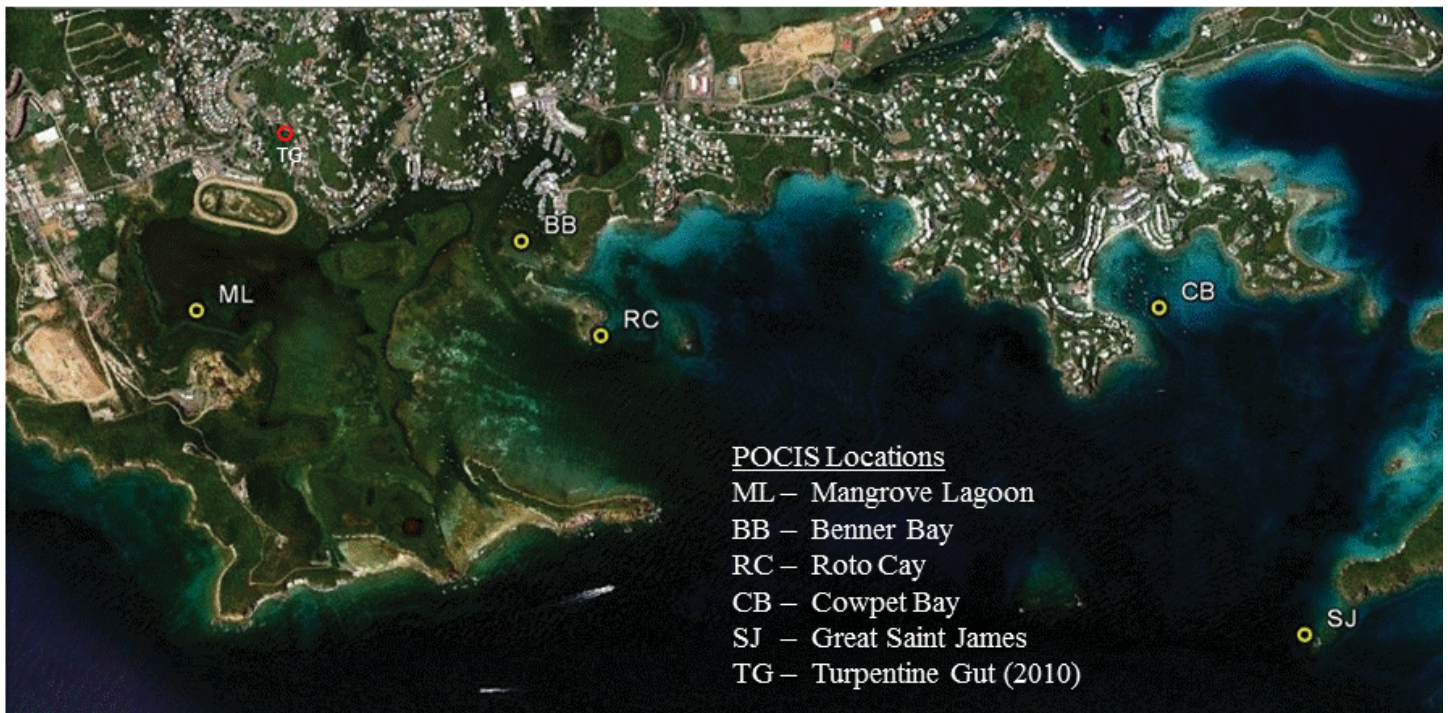 TG
BB
ML
CB
RC
SJ
POCIS Locations
ML – Mangrove Lagoon
BB – Benner Bay
RC – Roto Cay
CB – Cowpet Bay
SJ – Great Saint James
TG – Turpentine Gut (2010)